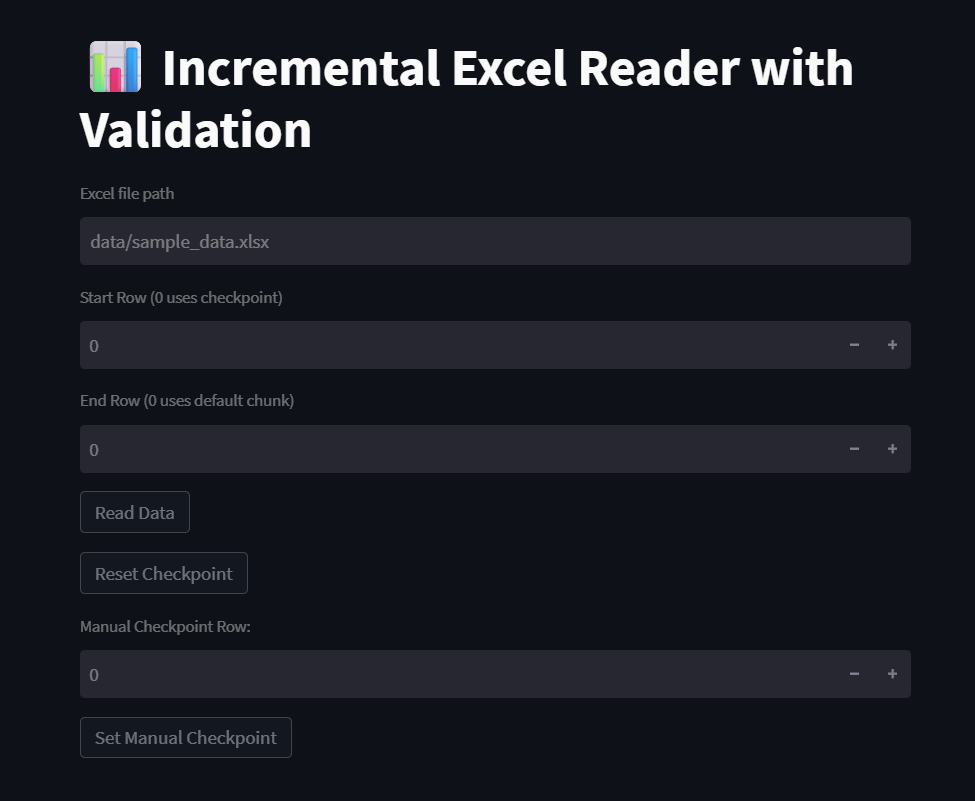 Incremental Excel Reader with
Validation
Excel file path
data/sample_data.xlsx
Start Row (0 uses checkpoint)
0
End Row (0 uses default chunk)
0
Read Data
Reset Checkpoint
Manual Checkpoint Row:
0
Set Manual Checkpoint